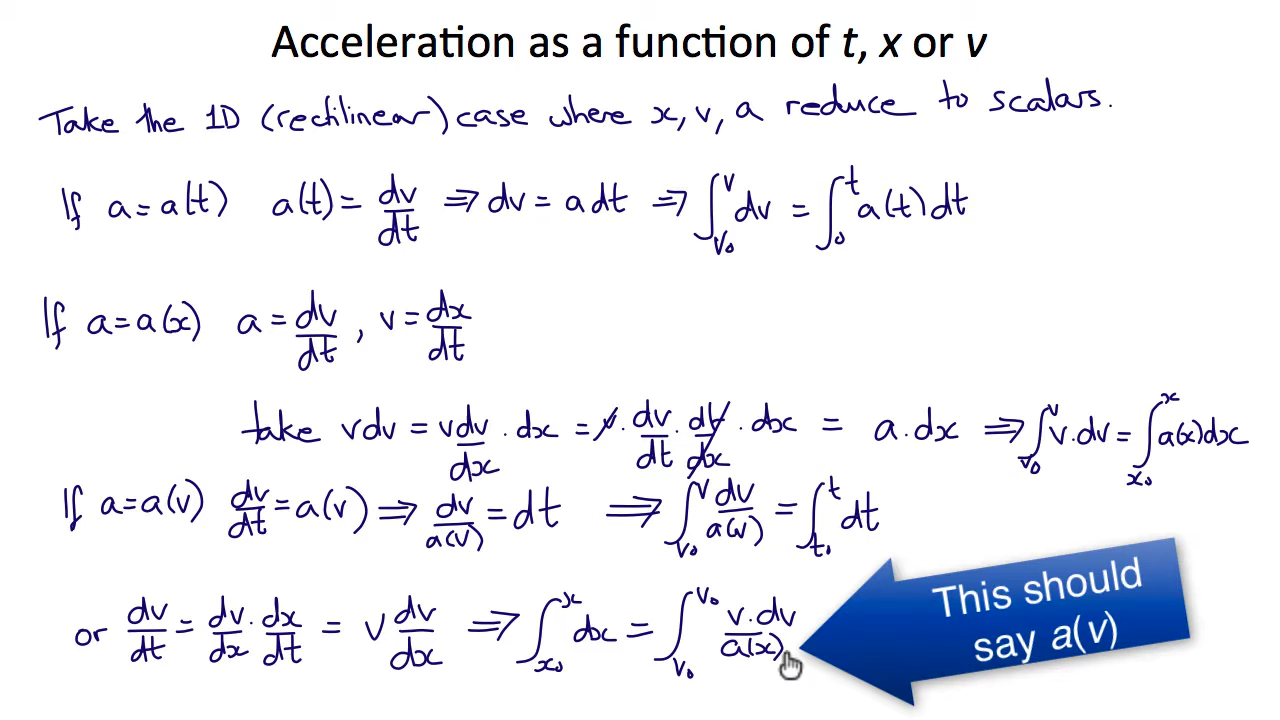 Acceleration as a function of t, x or v
Take the 1D (rectilinear) case where x, v, a reduce to scalars.
If a = a(t) a(t) = dv/dt ⇒ dv = a dt ⇒ ∫_{v₀}^{v} dv = ∫_{0}^{t} a(t) dt
If a = a(x) a = dv/dt , v = dx/dt
take vdv = vdv/dx · dx = v · dv/dt · dt/dx · dx = a · dx ⇒ ∫_{v₀}^{v} v · dv = ∫_{x₀}^{x} a(x) dx
If a = a(v) dv/dt = a(v) ⇒ dv/a(v) = dt ⇒ ∫_{v₀}^{v} dv/a(v) = ∫_{t₀}^{t} dt
or dv/dt = dv/dx · dx/dt = v dv/dx ⇒ ∫_{x₀}^{x} dx = ∫_{v₀}^{v₀} v · dv/a(x)
This should
say a(v)